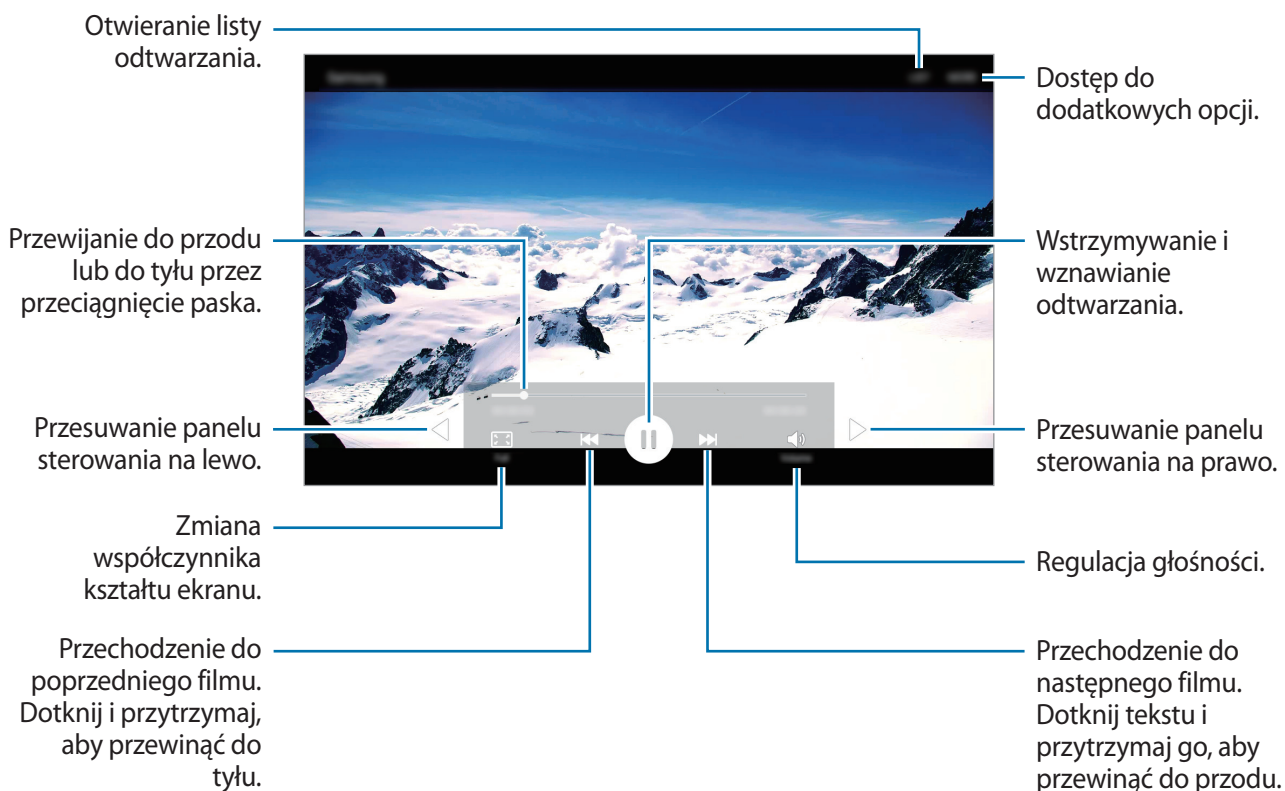 Otwieranie listy
odtwarzania.
Dostęp do
dodatkowych opcji.
Przewijanie do przodu
lub do tyłu przez
przeciągnięcie paska.
Wstrzymywanie i
wznawianie
odtwarzania.
Przesuwanie panelu
sterowania na lewo.
Przesuwanie panelu
sterowania na prawo.
Zmiana
współczynnika
kształtu ekranu.
Regulacja głośności.
Przechodzenie do
poprzedniego filmu.
Dotknij i przytrzymaj,
aby przewinąć do
tyłu.
Przechodzenie do
następnego filmu.
Dotknij tekstu i
przytrzymaj go, aby
przewinąć do przodu.